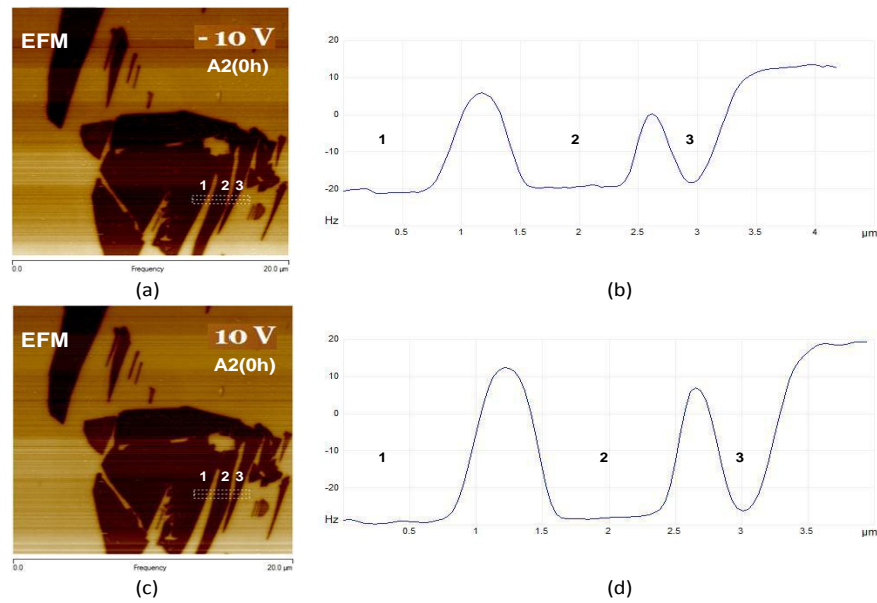 EFM
- 10 V
A2(0h)
1 2 3
0.0 Frequency 20.0 µm
(a)
20
10
0
-10
-20
Hz
1
2
3
0.5 1 1.5 2 2.5 3 3.5 4 µm
(b)
EFM
10 V
A2(0h)
1 2 3
0.0 Frequency 20.0 µm
(c)
20
10
0
-10
-20
Hz
1
2
3
0.5 1 1.5 2 2.5 3 3.5 µm
(d)